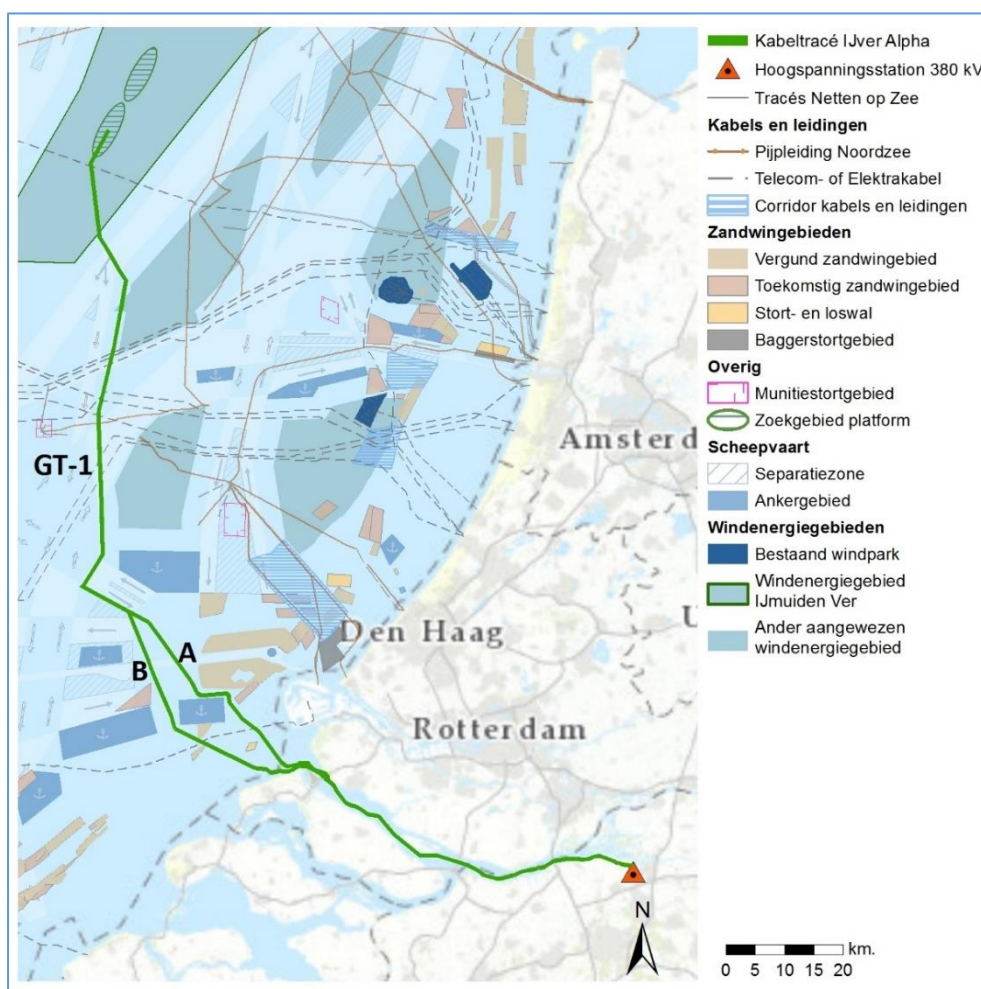 GT-1
A
B
Amsterd
Den Haag
U
Rotterdam
N
Kabeltracé IJver Alpha
Hoogspanningsstation 380 kV
Tracés Netten op Zee
Kabels en leidingen
Pijpleiding Noordzee
Telecom- of Elektrakabel
Corridor kabels en leidingen
Zandwingebieden
Vergund zandwingebied
Toekomstig zandwingebied
Stort- en loswal
Baggerstortgebied
Overig
Munitiestortgebied
Zoekgebied platform
Scheepvaart
Separatiezone
Ankergebied
Windenergiegebieden
Bestaand windpark
Windenergiegebied
IJmuiden Ver
Ander aangewezen
windenergiegebied
km.
0 5 10 15 20